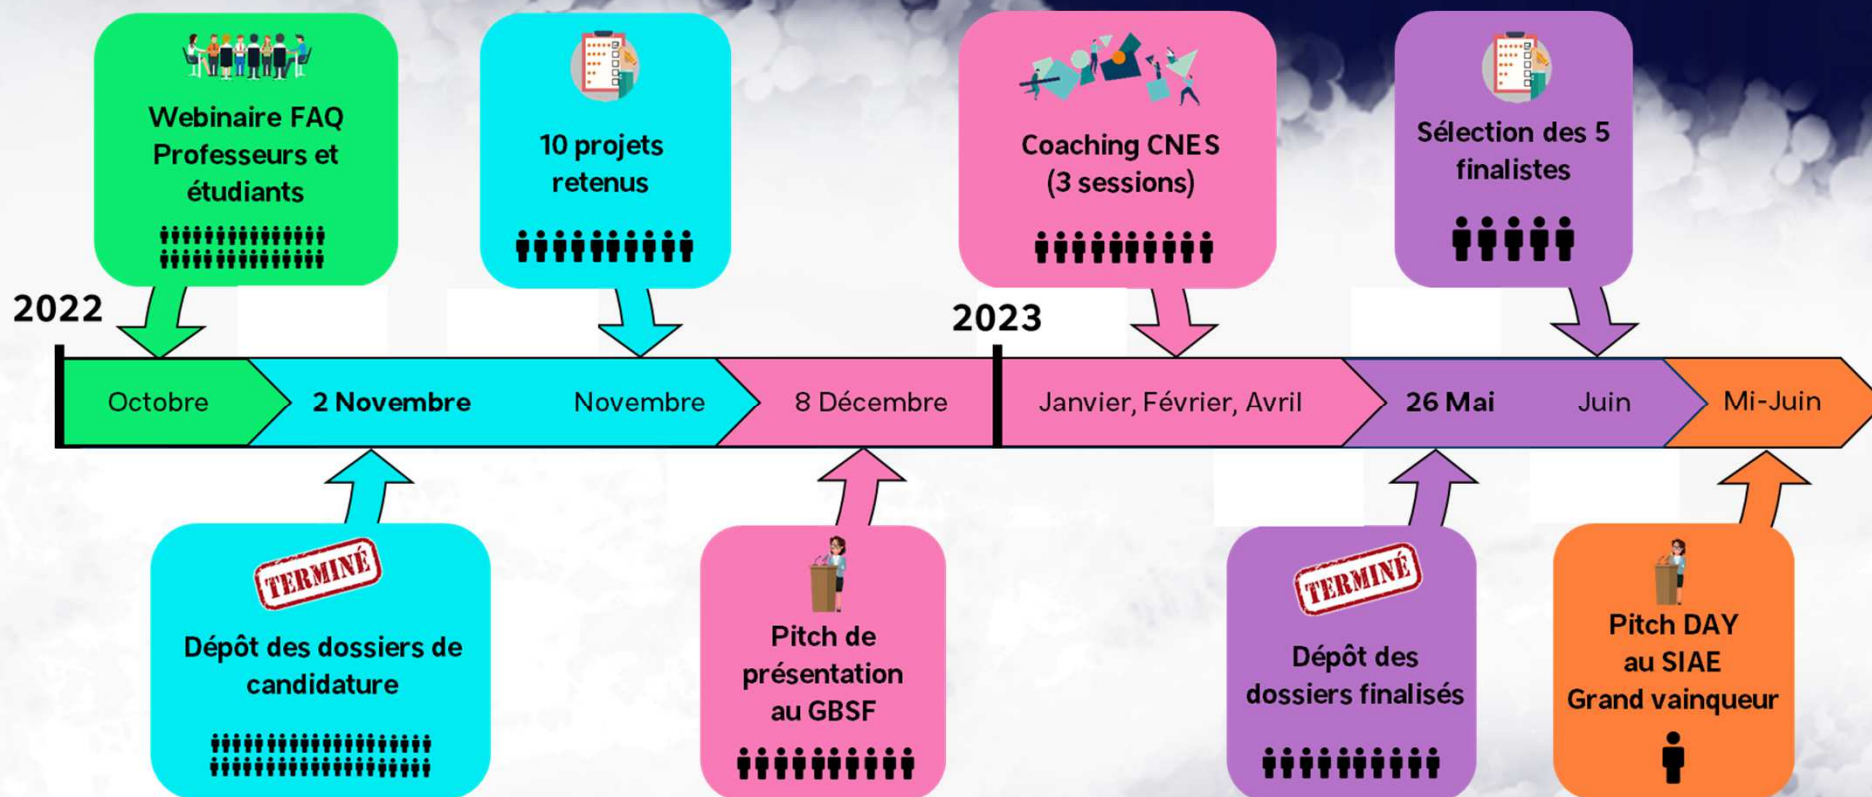 Webinaire FAQ
Professeurs et
étudiants
10 projets
retenus
Coaching CNES
(3 sessions)
Sélection des 5
finalistes
2022
2023
Octobre
2 Novembre
Novembre
8 Décembre
Janvier, Février, Avril
26 Mai
Juin
Mi-Juin
TERMINÉ
Dépôt des dossiers de
candidature
Pitch de
présentation
au GBSF
TERMINÉ
Dépôt des
dossiers finalisés
Pitch DAY
au SIAE
Grand vainqueur